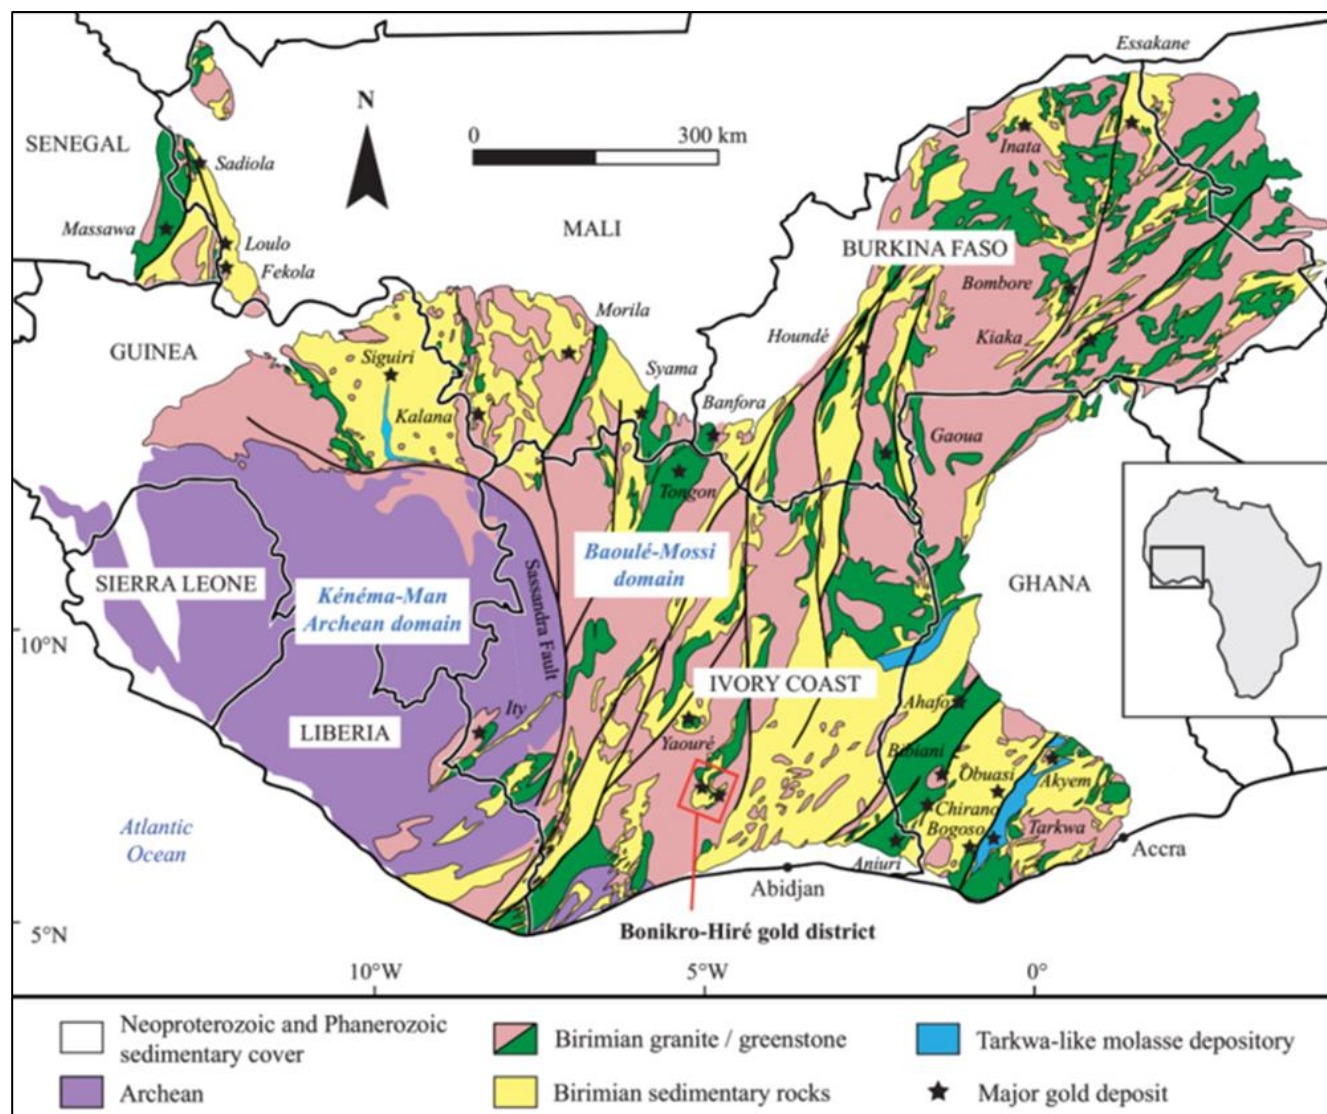 Essakane
N
0
300 km
SENEGAL
Sadiola
Inata
Massawa
MALI
Loulo
Fekola
BURKINA FASO
Bombore
Morila
Houndé
Kiaka
GUINEA
Siguiri
Syama
Kalana
Banfora
Gaoua
Tongon
Baoulé-Mossi
domain
SIERRA LEONE
Kénéma-Man
Archean domain
Sassandra Fault
GHANA
10°N
IVORY COAST
Ity
Ahafo
LIBERIA
Yaouré
Bibiani
Obuasi
Akyem
Chirano
Bogoso
Tarkwa
Atlantic
Ocean
Aniuri
Accra
Abidjan
Bonikro-Hiré gold district
5°N
10°W
5°W
0°
Neoproterozoic and Phanerozoic
sedimentary cover
Birimian granite / greenstone
Tarkwa-like molasse depository
Archean
Birimian sedimentary rocks
Major gold deposit